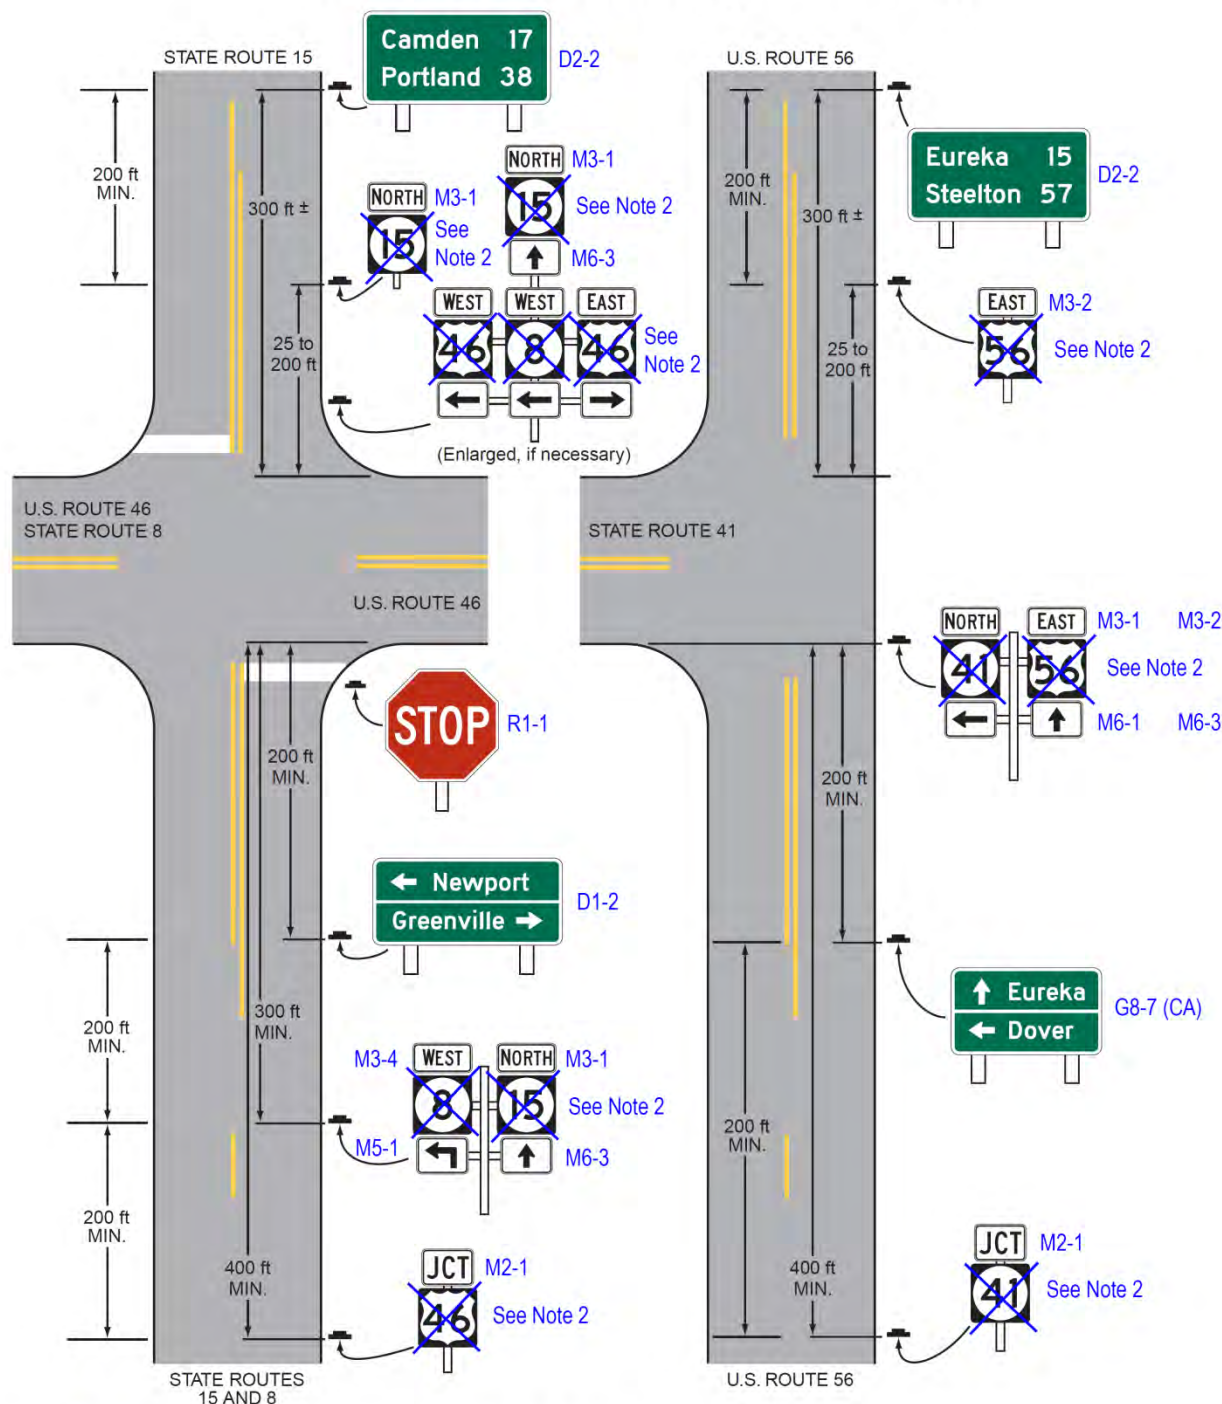 STATE ROUTE 15
Camden 17
Portland 38
D2-2
200 ft
MIN.
300 ft ±
NORTH
M3-1
15
See
Note 2
NORTH
M3-1
15
See Note 2
M6-3
WEST
WEST
EAST
46
8
46
See
Note 2
25 to
200 ft
(Enlarged, if necessary)
U.S. ROUTE 46
STATE ROUTE 8
U.S. ROUTE 46
STOP
R1-1
200 ft
MIN.
Newport
Greenville
D1-2
200 ft
MIN.
300 ft
MIN.
M3-4
WEST
NORTH
M3-1
8
15
See Note 2
M5-1
M6-3
200 ft
MIN.
400 ft
MIN.
JCT
M2-1
46
See Note 2
STATE ROUTES
15 AND 8
U.S. ROUTE 56
200 ft
MIN.
300 ft ±
Eureka 15
Steelton 57
D2-2
25 to
200 ft
EAST
M3-2
56
See Note 2
STATE ROUTE 41
NORTH
EAST
M3-1
M3-2
41
56
See Note 2
M6-1
M6-3
200 ft
MIN.
Eureka
Dover
G8-7 (CA)
200 ft
MIN.
400 ft
MIN.
JCT
M2-1
41
See Note 2
U.S. ROUTE 56